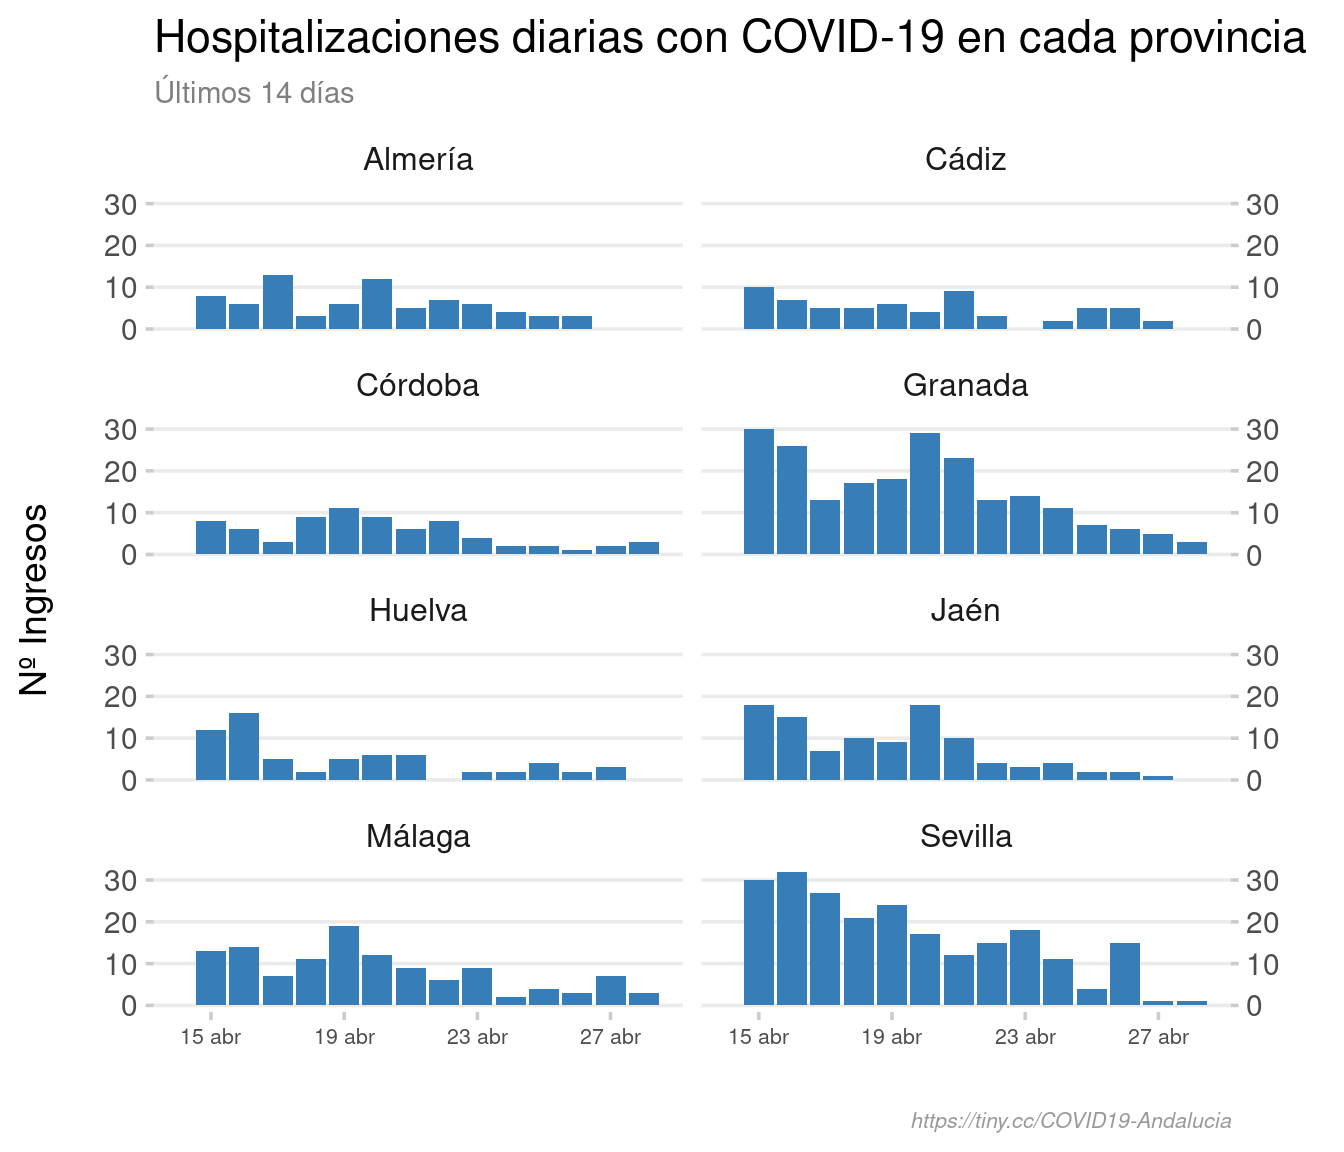 Hospitalizaciones diarias con COVID-19 en cada provincia
Últimos 14 días
Nº Ingresos
Almería
Cádiz
30
30
20
20
10
10
0
0
Córdoba
Granada
30
30
20
20
10
10
0
0
Huelva
Jaén
30
30
20
20
10
10
0
0
Málaga
Sevilla
30
30
20
20
10
10
0
0
15 abr 19 abr 23 abr 27 abr
15 abr 19 abr 23 abr 27 abr
https://tiny.cc/COVID19-Andalucia